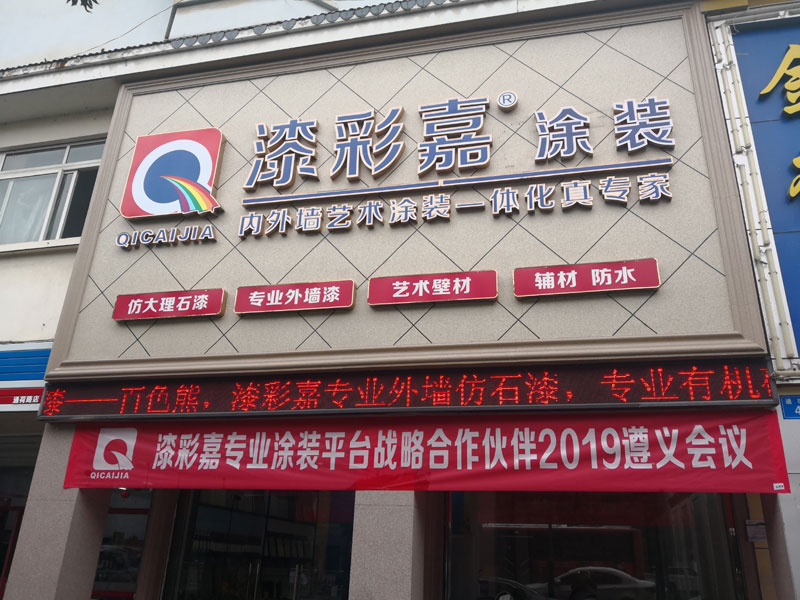 漆彩嘉® 涂装
QICAIJIA
内外墙艺术涂装一体化真专家
仿大理石漆
专业外墙漆
艺术壁材
辅材 防水
漆——丌色熊，漆彩嘉专业外墙仿石漆，专业有机
通荷路店
QICAIJIA
漆彩嘉专业涂装平台战略合作伙伴2019遵义会议